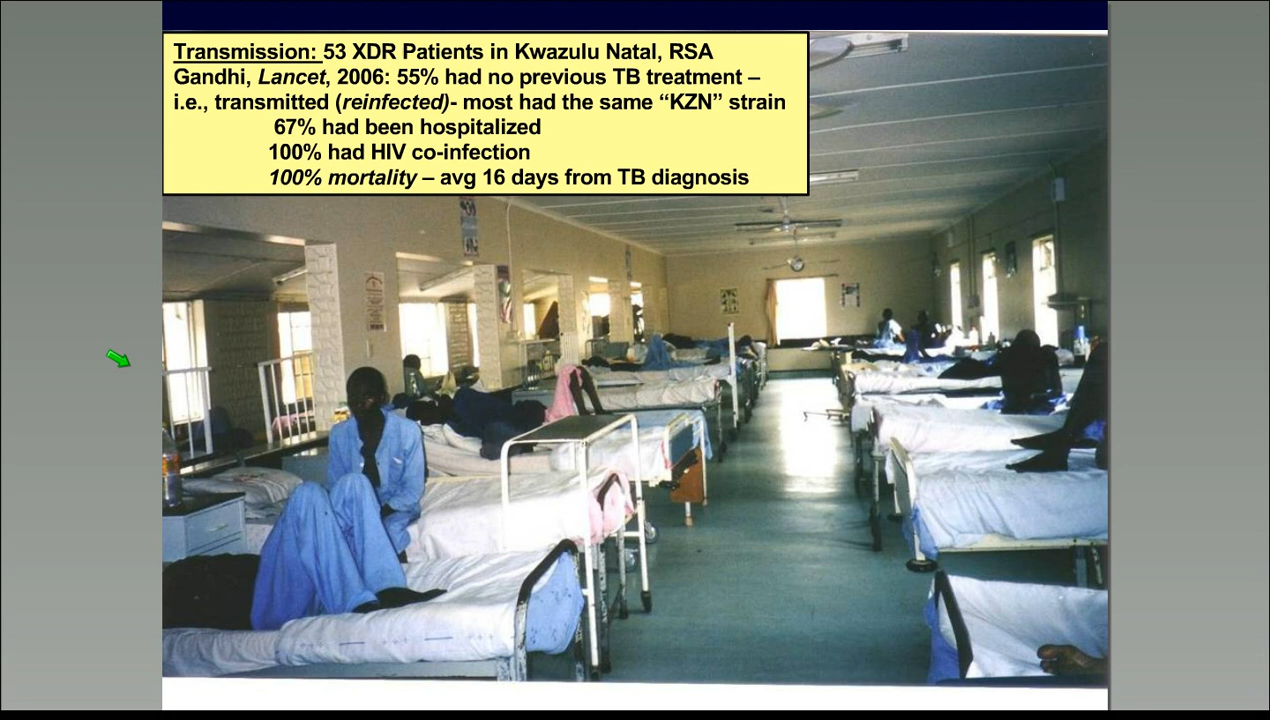 Transmission: 53 XDR Patients in Kwazulu Natal, RSA
Gandhi, Lancet, 2006: 55% had no previous TB treatment –
i.e., transmitted (reinfected)- most had the same “KZN” strain
67% had been hospitalized
100% had HIV co-infection
100% mortality – avg 16 days from TB diagnosis